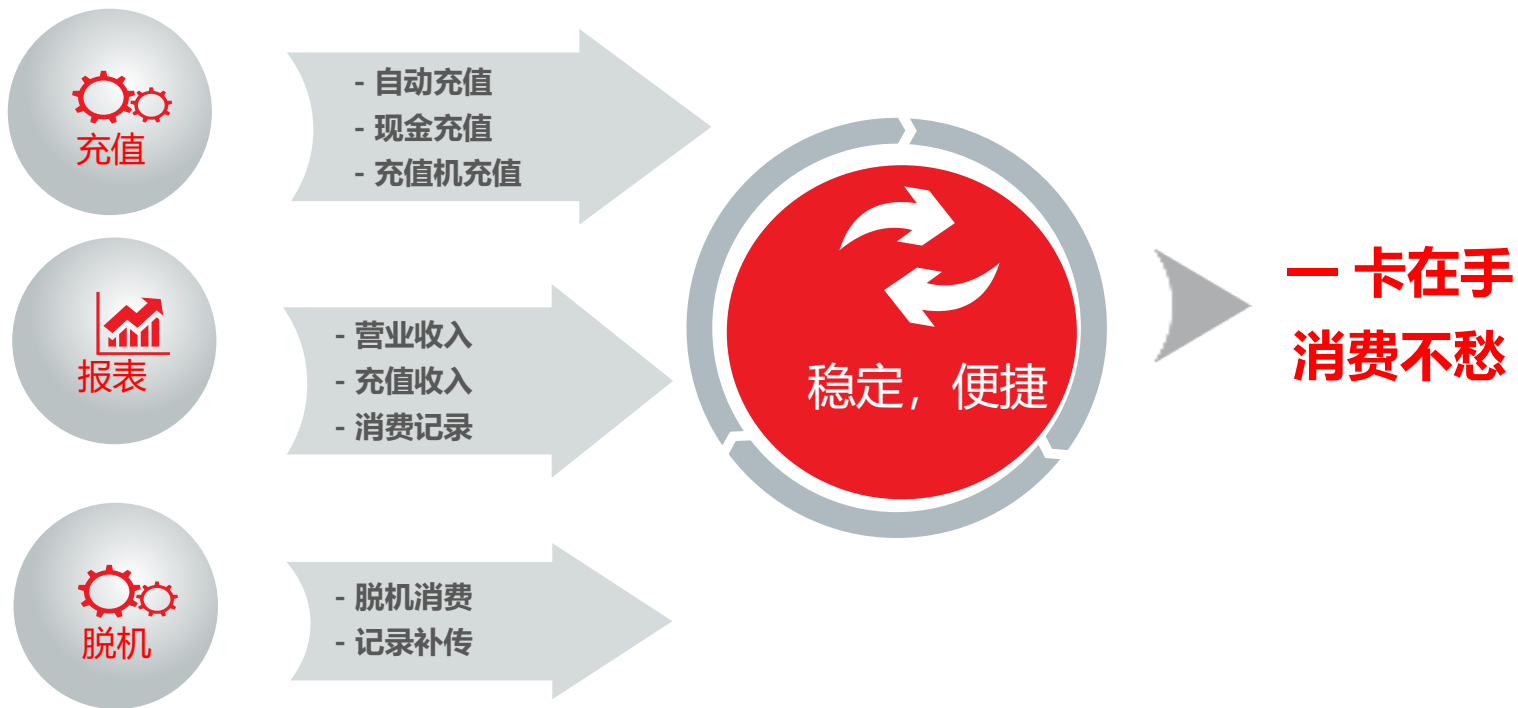 充值
- 自动充值
- 现金充值
- 充值机充值
报表
- 营业收入
- 充值收入
- 消费记录
脱机
- 脱机消费
- 记录补传
稳定，便捷
一 卡在手
消费不愁